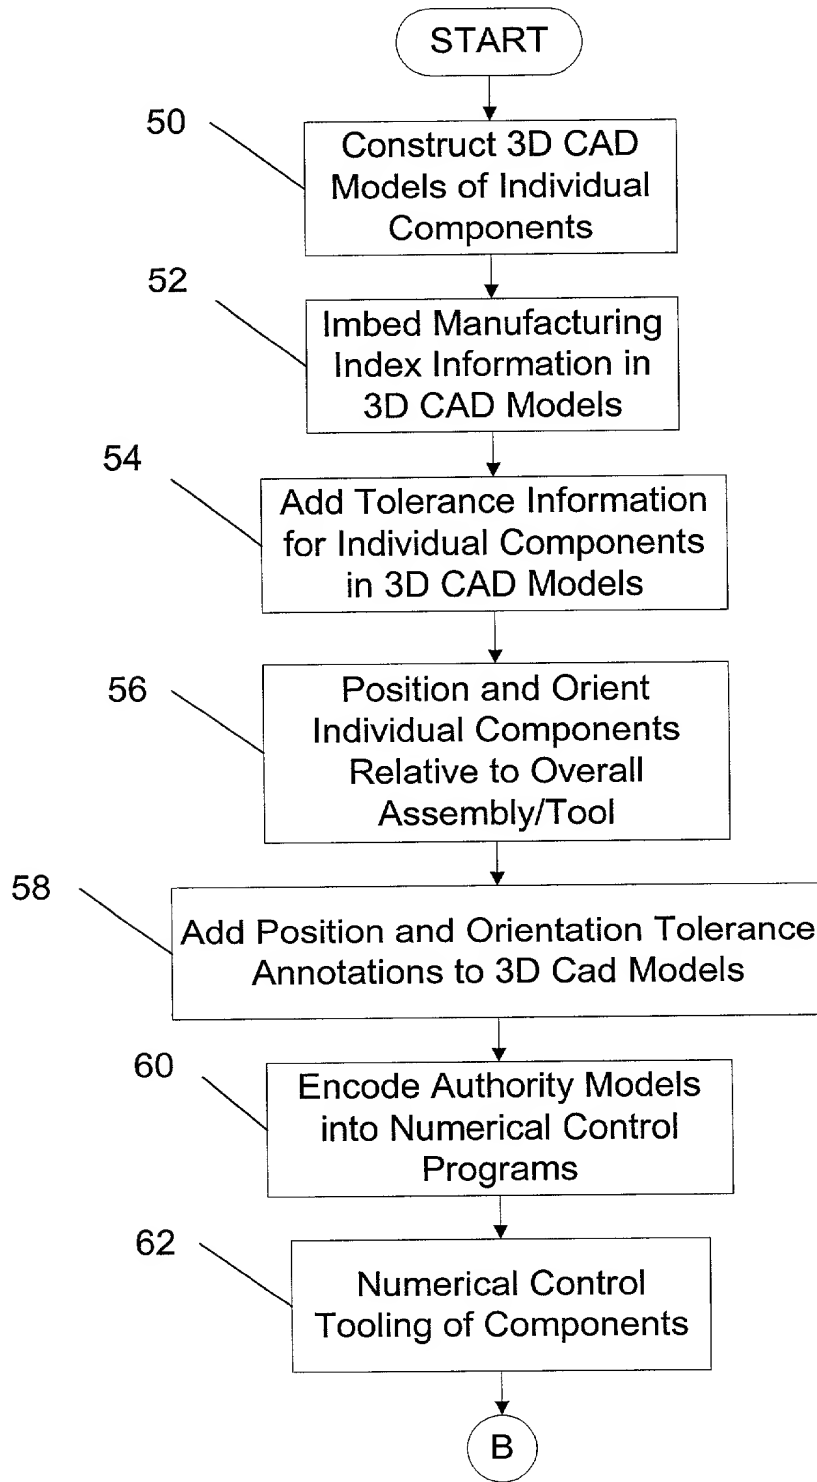 START
50
Construct 3D CAD
Models of Individual
Components
52
Imbed Manufacturing
Index Information in
3D CAD Models
54
Add Tolerance Information
for Individual Components
in 3D CAD Models
56
Position and Orient
Individual Components
Relative to Overall
Assembly/Tool
58
Add Position and Orientation Tolerance
Annotations to 3D Cad Models
60
Encode Authority Models
into Numerical Control
Programs
62
Numerical Control
Tooling of Components
B